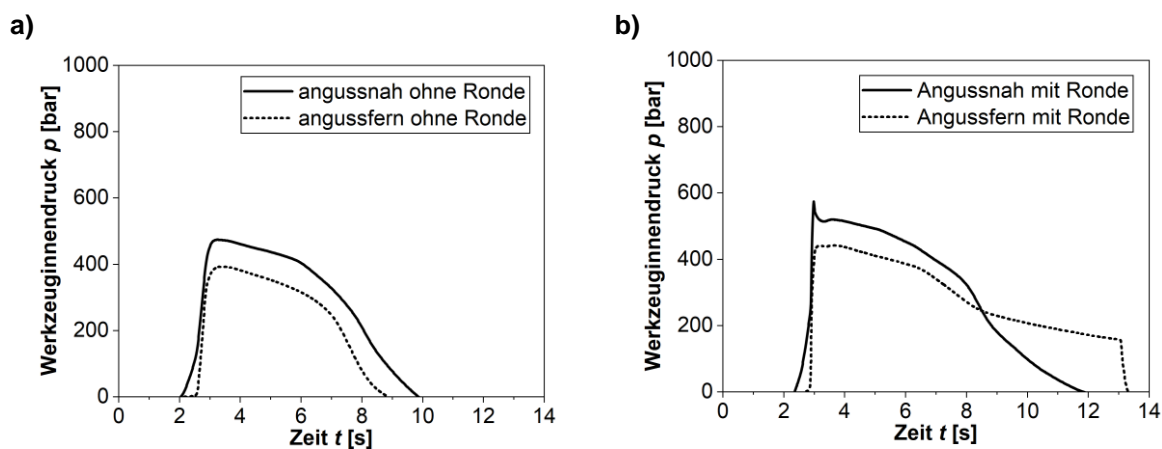 a)
Werkzeuginnendruck p [bar]
1000
800
600
400
200
0
angussnah ohne Ronde
angussfern ohne Ronde
0 2 4 6 8 10 12 14
Zeit t [s]
b)
Werkzeuginnendruck p [bar]
1000
800
600
400
200
0
Angussnah mit Ronde
Angussfern mit Ronde
0 2 4 6 8 10 12 14
Zeit t [s]